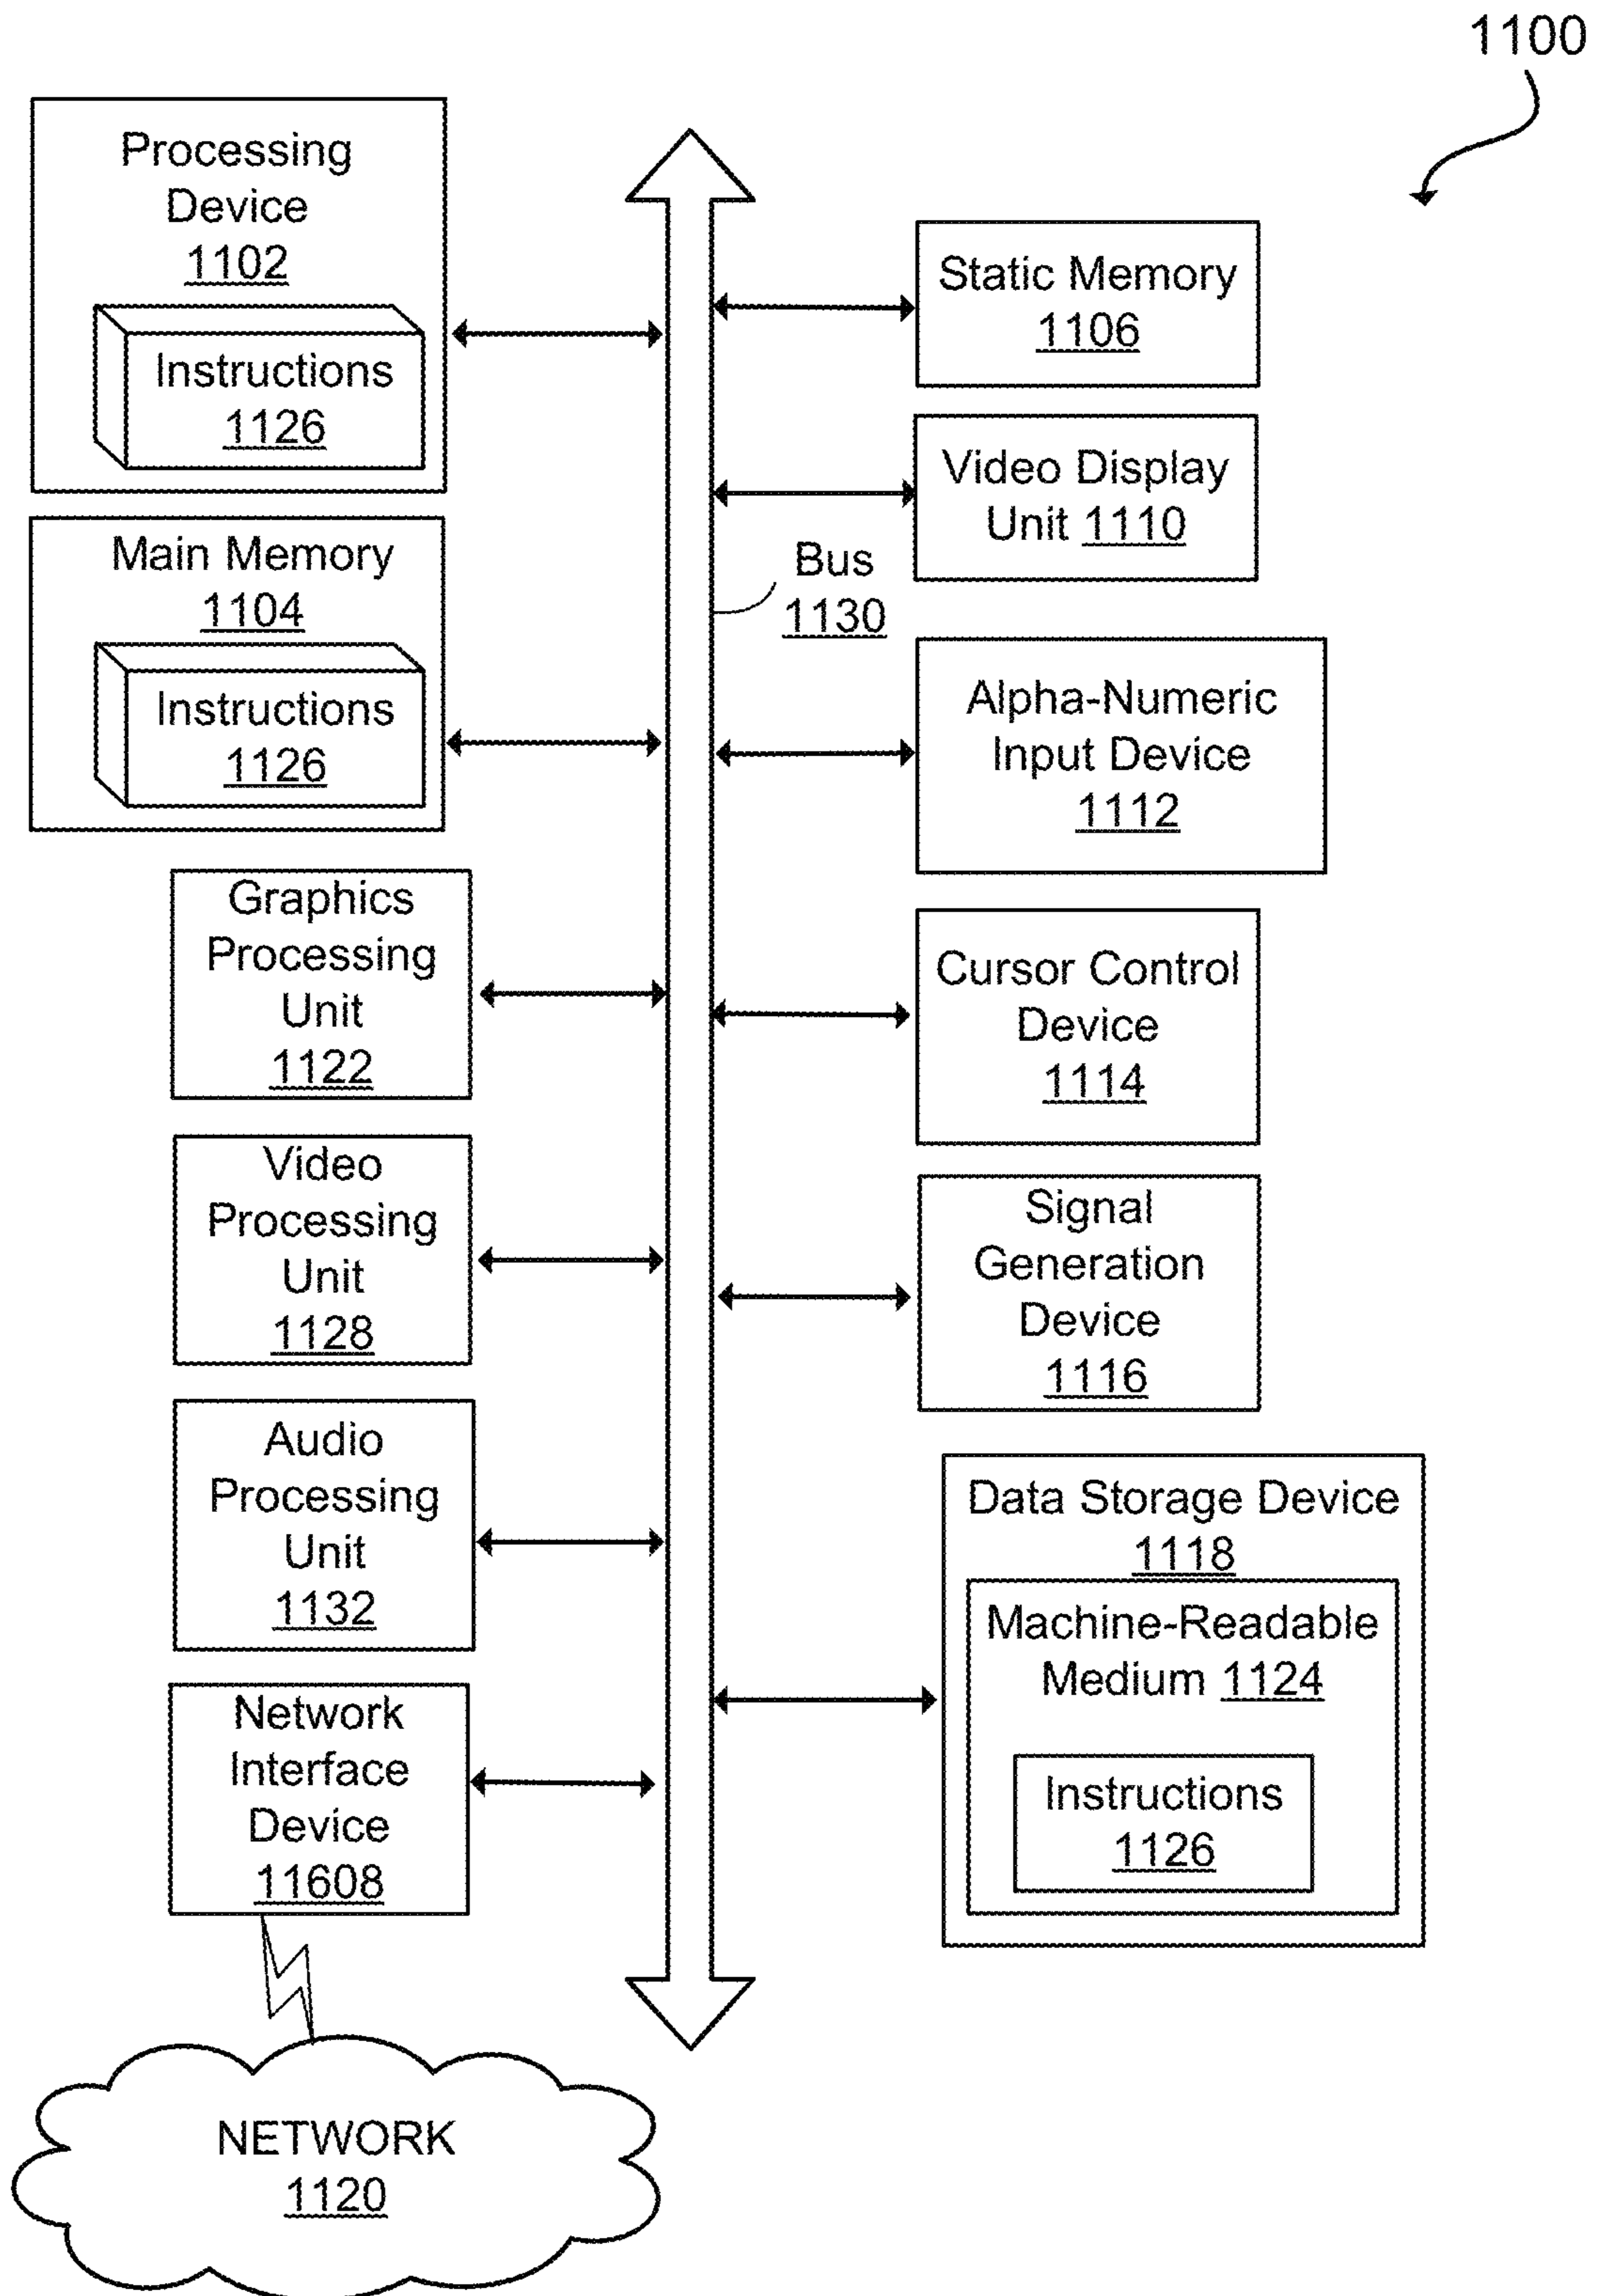 1100
Processing
Device
1102
Instructions
1126
Main Memory
1104
Instructions
1126
Graphics
Processing
Unit
1122
Video
Processing
Unit
1128
Audio
Processing
Unit
1132
Network
Interface
Device
11608
NETWORK
1120
Bus
1130
Static Memory
1106
Video Display
Unit 1110
Alpha-Numeric
Input Device
1112
Cursor Control
Device
1114
Signal
Generation
Device
1116
Data Storage Device
1118
Machine-Readable
Medium 1124
Instructions
1126